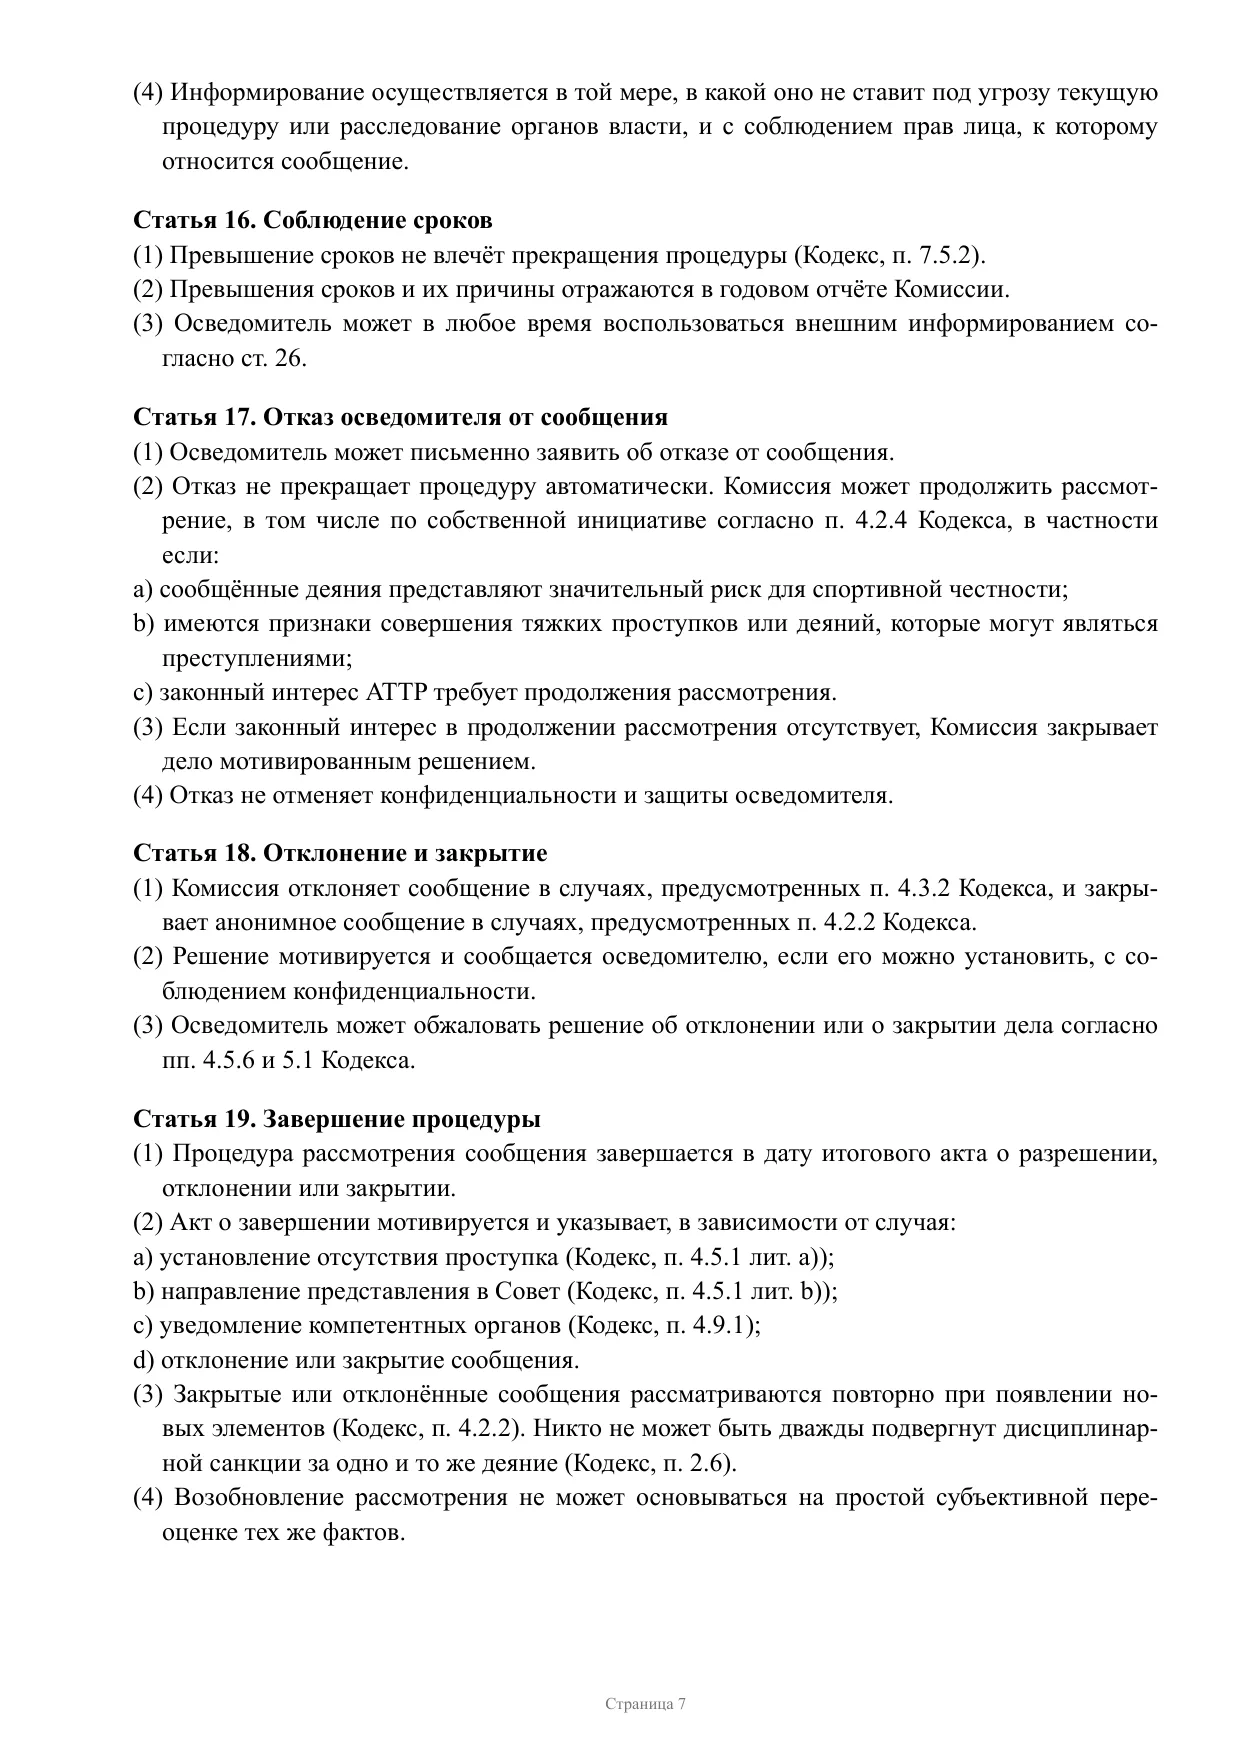 (4) Информирование осуществляется в той мере, в какой оно не ставит под угрозу текущую
процедуру или расследование органов власти, и с соблюдением прав лица, к которому
относится сообщение.
Статья 16. Соблюдение сроков
(1) Превышение сроков не влечёт прекращения процедуры (Кодекс, п. 7.5.2).
(2) Превышения сроков и их причины отражаются в годовом отчёте Комиссии.
(3) Осведомитель может в любое время воспользоваться внешним информированием со-
гласно ст. 26.
Статья 17. Отказ осведомителя от сообщения
(1) Осведомитель может письменно заявить об отказе от сообщения.
(2) Отказ не прекращает процедуру автоматически. Комиссия может продолжить рассмот-
рение, в том числе по собственной инициативе согласно п. 4.2.4 Кодекса, в частности
если:
a) сообщённые деяния представляют значительный риск для спортивной честности;
b) имеются признаки совершения тяжких проступков или деяний, которые могут являться
преступлениями;
c) законный интерес ATTP требует продолжения рассмотрения.
(3) Если законный интерес в продолжении рассмотрения отсутствует, Комиссия закрывает
дело мотивированным решением.
(4) Отказ не отменяет конфиденциальности и защиты осведомителя.
Статья 18. Отклонение и закрытие
(1) Комиссия отклоняет сообщение в случаях, предусмотренных п. 4.3.2 Кодекса, и закры-
вает анонимное сообщение в случаях, предусмотренных п. 4.2.2 Кодекса.
(2) Решение мотивируется и сообщается осведомителю, если его можно установить, с со-
блюдением конфиденциальности.
(3) Осведомитель может обжаловать решение об отклонении или о закрытии дела согласно
пп. 4.5.6 и 5.1 Кодекса.
Статья 19. Завершение процедуры
(1) Процедура рассмотрения сообщения завершается в дату итогового акта о разрешении,
отклонении или закрытии.
(2) Акт о завершении мотивируется и указывает, в зависимости от случая:
a) установление отсутствия проступка (Кодекс, п. 4.5.1 лит. a));
b) направление представления в Совет (Кодекс, п. 4.5.1 лит. b));
c) уведомление компетентных органов (Кодекс, п. 4.9.1);
d) отклонение или закрытие сообщения.
(3) Закрытые или отклонённые сообщения рассматриваются повторно при появлении но-
вых элементов (Кодекс, п. 4.2.2). Никто не может быть дважды подвергнут дисциплинар-
ной санкции за одно и то же деяние (Кодекс, п. 2.6).
(4) Возобновление рассмотрения не может основываться на простой субъективной пере-
оценке тех же фактов.
Страница 7